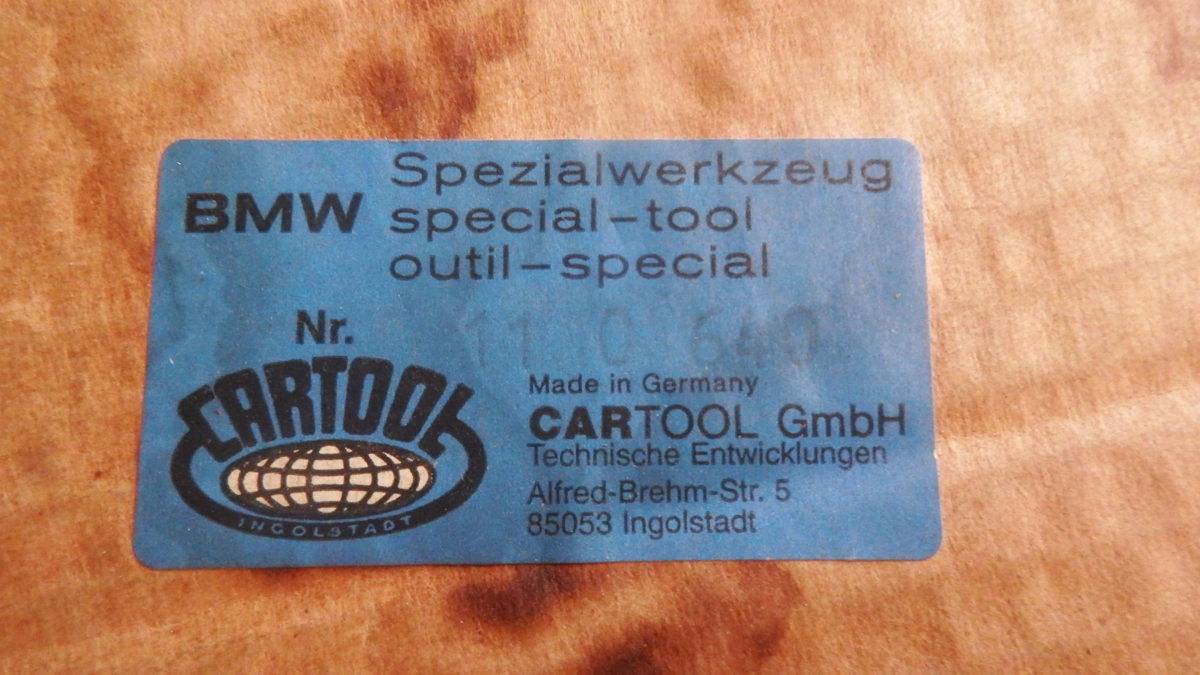 BMW
Spezialwerkzeug
special-tool
outil-special
Nr. 11 0 640
CARTOOL
INGOLSTADT
Made in Germany
CARTOOL GmbH
Technische Entwicklungen
Alfred-Brehm-Str. 5
85053 Ingolstadt